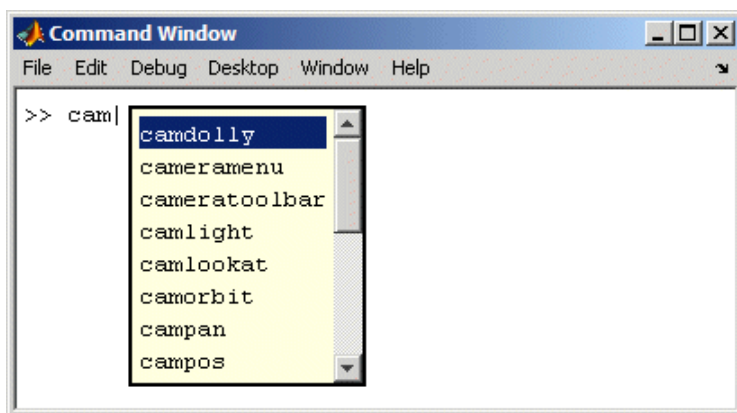 Command Window
File Edit Debug Desktop Window Help
>> cam
camdolly
cameramenu
cameratoolbar
camlight
camlookat
camorbit
campan
campos